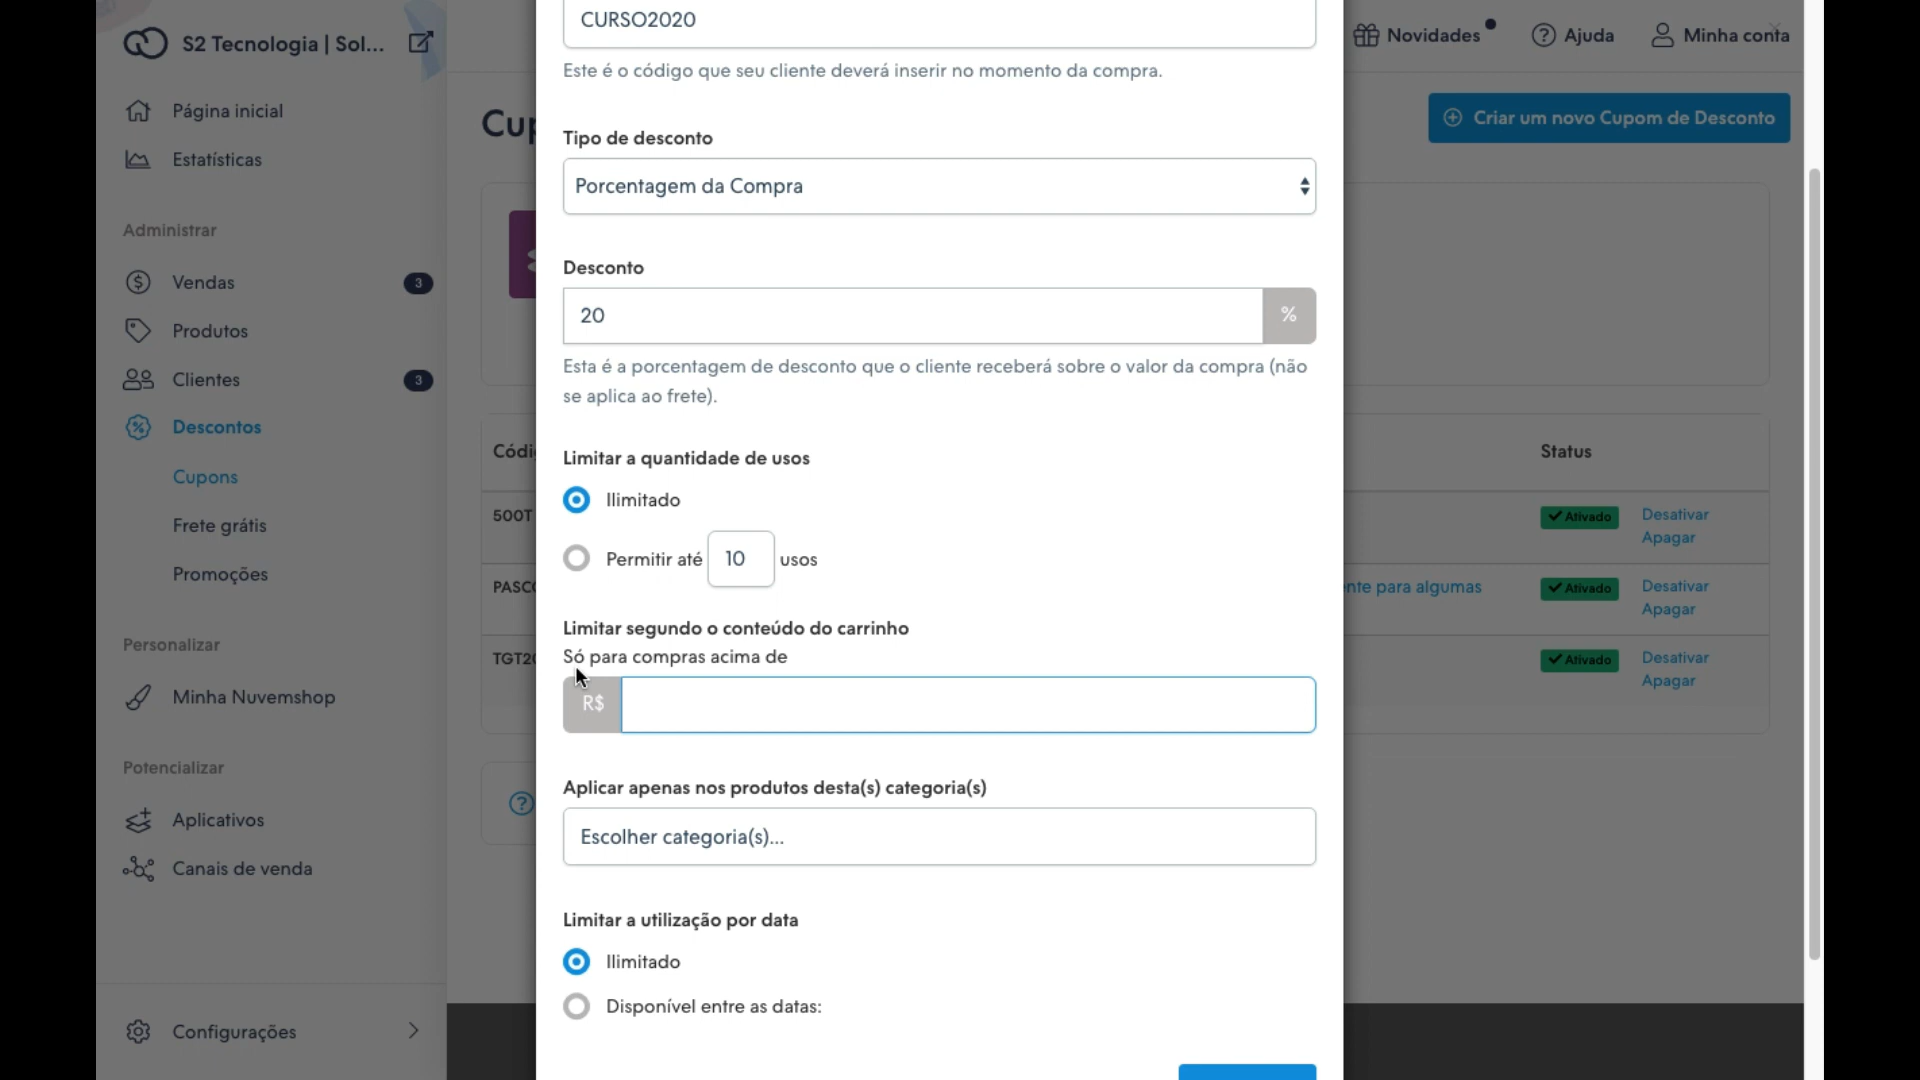 S2 Tecnologia | Sol...
Página inicial
Estatísticas
Administrar
Vendas
3
Produtos
Clientes
3
Descontos
Cupons
Frete grátis
Promoções
Personalizar
Minha Nuvemshop
Potencializar
Aplicativos
Canais de venda
Configurações
Novidades
Ajuda
Minha conta
Criar um novo Cupom de Desconto
CURSO2020
Este é o código que seu cliente deverá inserir no momento da compra.
Tipo de desconto
Porcentagem da Compra
Desconto
20
%
Esta é a porcentagem de desconto que o cliente receberá sobre o valor da compra (não
se aplica ao frete).
Limitar a quantidade de usos
Ilimitado
Permitir até 10 usos
Limitar segundo o conteúdo do carrinho
Só para compras acima de
R$
Aplicar apenas nos produtos desta(s) categoria(s)
Escolher categoria(s)...
Limitar a utilização por data
Ilimitado
Disponível entre as datas:
Status
500T
Ativado
Desativar
Apagar
para algumas
Ativado
Desativar
Apagar
Ativado
Desativar
Apagar